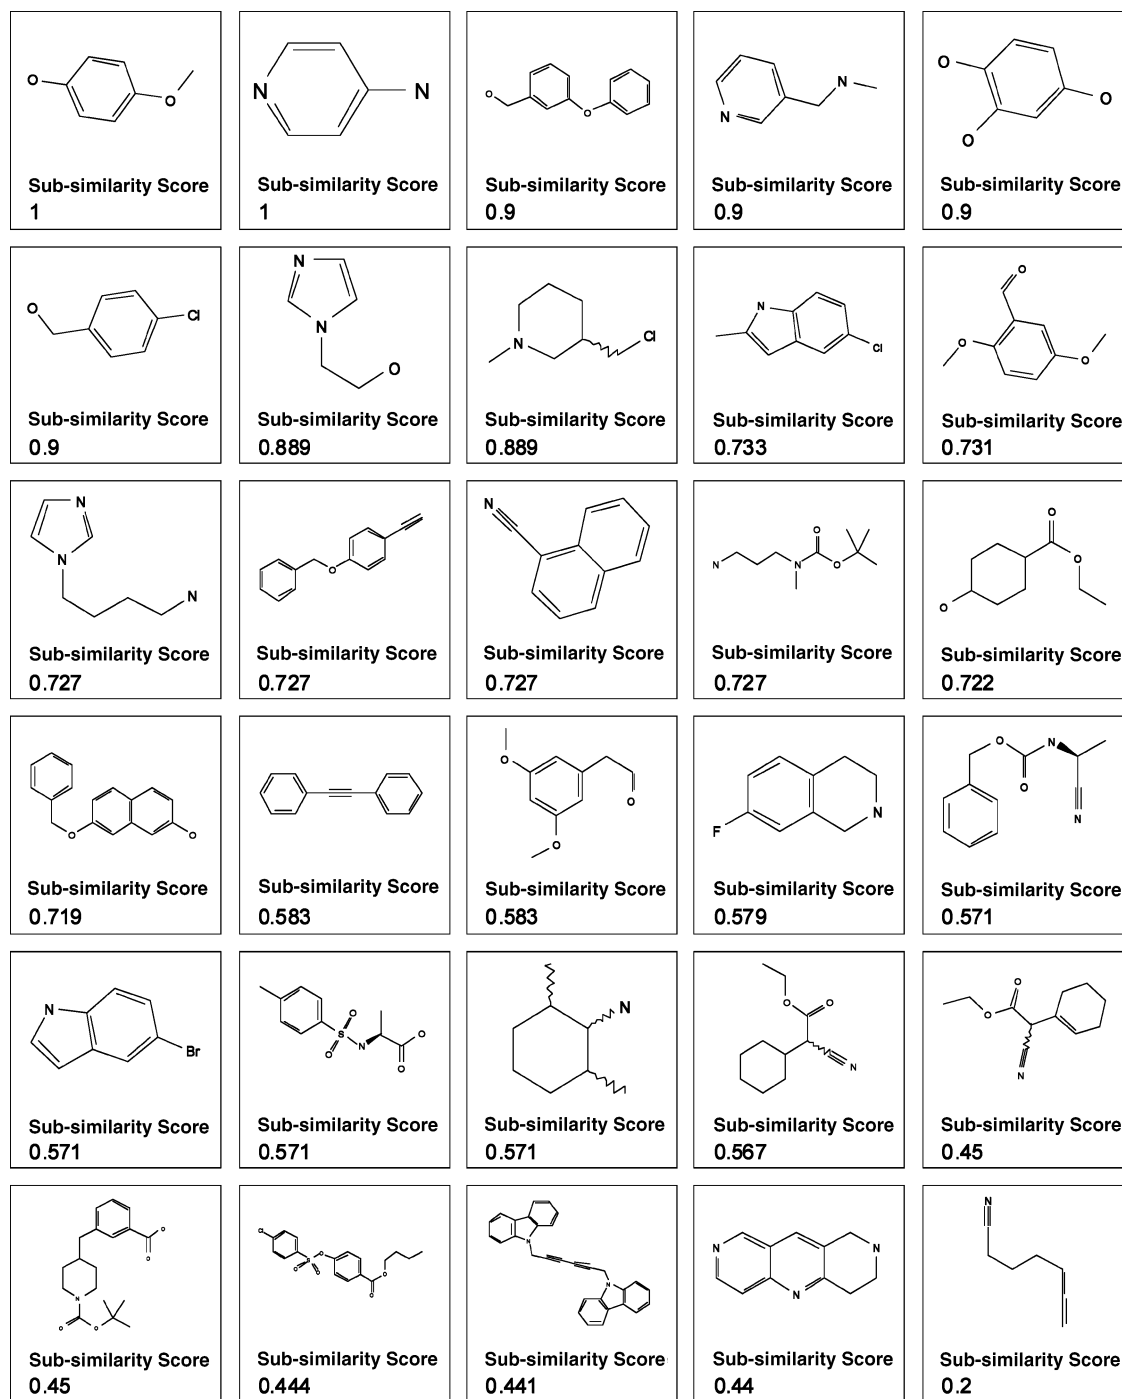 O O
Sub-similarity Score
1
N N
Sub-similarity Score
1
O O
Sub-similarity Score
0.9
N N
Sub-similarity Score
0.9
O O O
Sub-similarity Score
0.9
O Cl
Sub-similarity Score
0.9
N N O
Sub-similarity Score
0.889
N Cl
Sub-similarity Score
0.889
N Cl
Sub-similarity Score
0.733
O O O
Sub-similarity Score
0.731
N N N
Sub-similarity Score
0.727
O
Sub-similarity Score
0.727
N
Sub-similarity Score
0.727
N N O O
Sub-similarity Score
0.727
O O O
Sub-similarity Score
0.722
O O
Sub-similarity Score
0.719
Sub-similarity Score
0.583
O O O
Sub-similarity Score
0.583
F N
Sub-similarity Score
0.579
O N O N
Sub-similarity Score
0.571
N Br
Sub-similarity Score
0.571
O S O N O O
Sub-similarity Score
0.571
N
Sub-similarity Score
0.571
O O N
Sub-similarity Score
0.567
O O N
Sub-similarity Score
0.45
O O N O O
Sub-similarity Score
0.45
Cl O S O O O O
Sub-similarity Score
0.444
N N
Sub-similarity Score
0.441
N N N
Sub-similarity Score
0.44
N
Sub-similarity Score
0.2